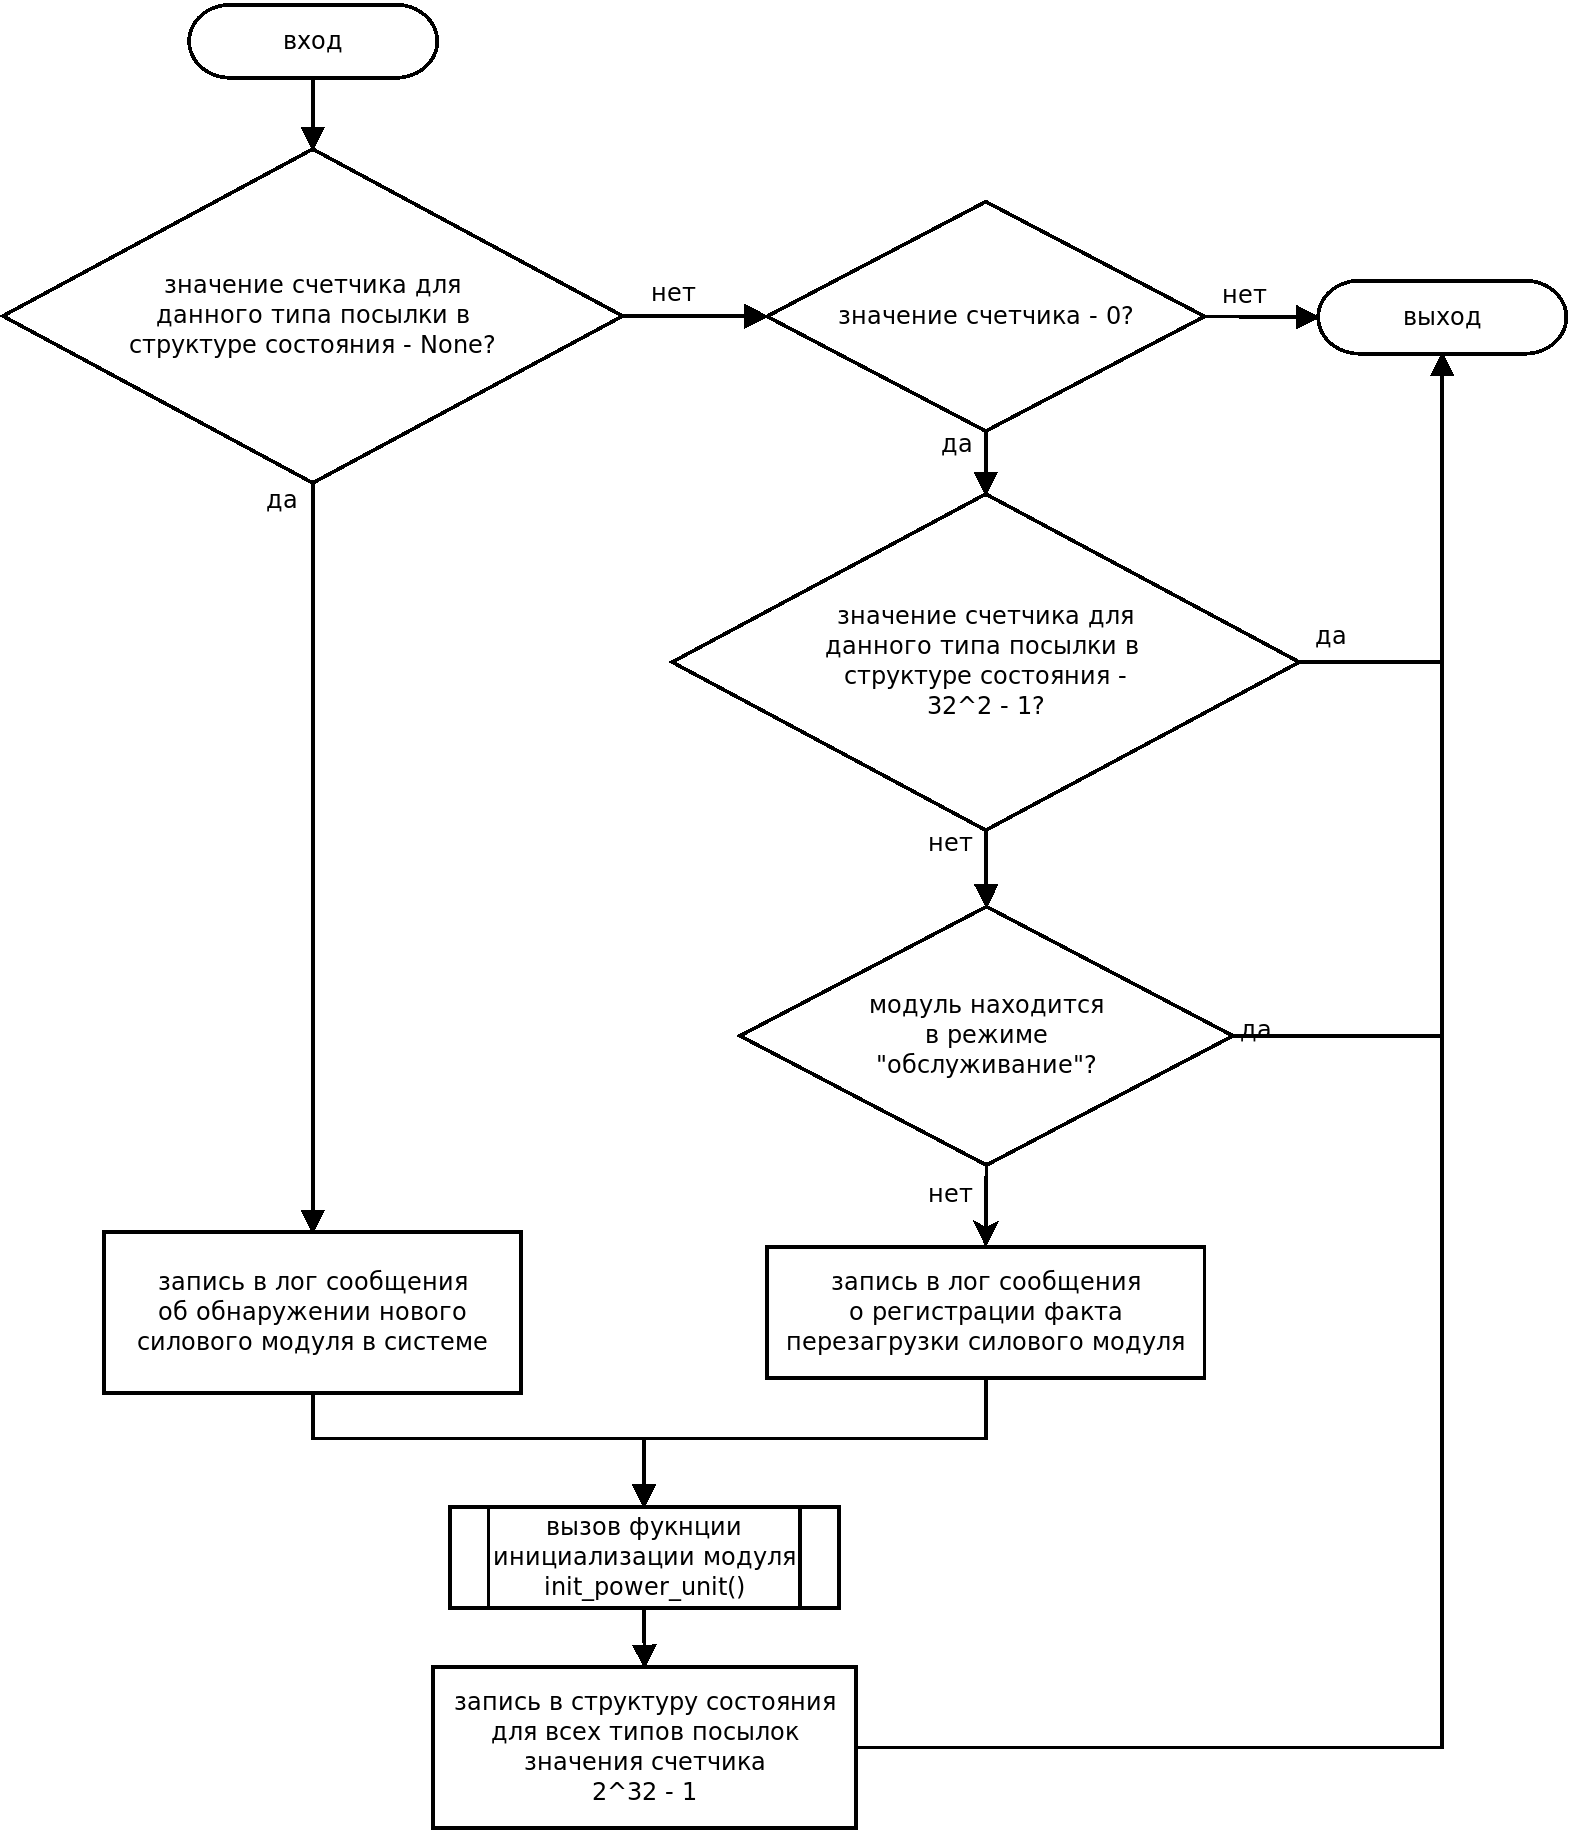 вход
значение счетчика для
данного типа посылки в
структуре состояния - None?
нет
значение счетчика - 0?
нет
выход
да
да
значение счетчика для
данного типа посылки в
структуре состояния -
32^2 - 1?
да
нет
модуль находится
в режиме
"обслуживание"?
да
нет
запись в лог сообщения
об обнаружении нового
силового модуля в системе
запись в лог сообщения
о регистрации факта
перезагрузки силового модуля
вызов фукнции
инициализации модуля
init_power_unit()
запись в структуру состояния
для всех типов посылок
значения счетчика
2^32 - 1